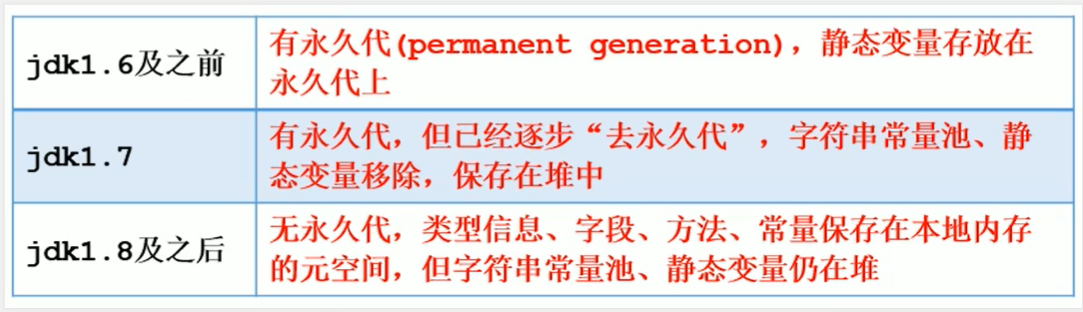 jdk1.6及之前
有永久代(permanent generation)，静态变量存放在
永久代上
jdk1.7
有永久代，但已经逐步“去永久代”，字符串常量池、静
态变量移除，保存在堆中
jdk1.8及之后
无永久代，类型信息、字段、方法、常量保存在本地内存
的元空间，但字符串常量池、静态变量仍在堆